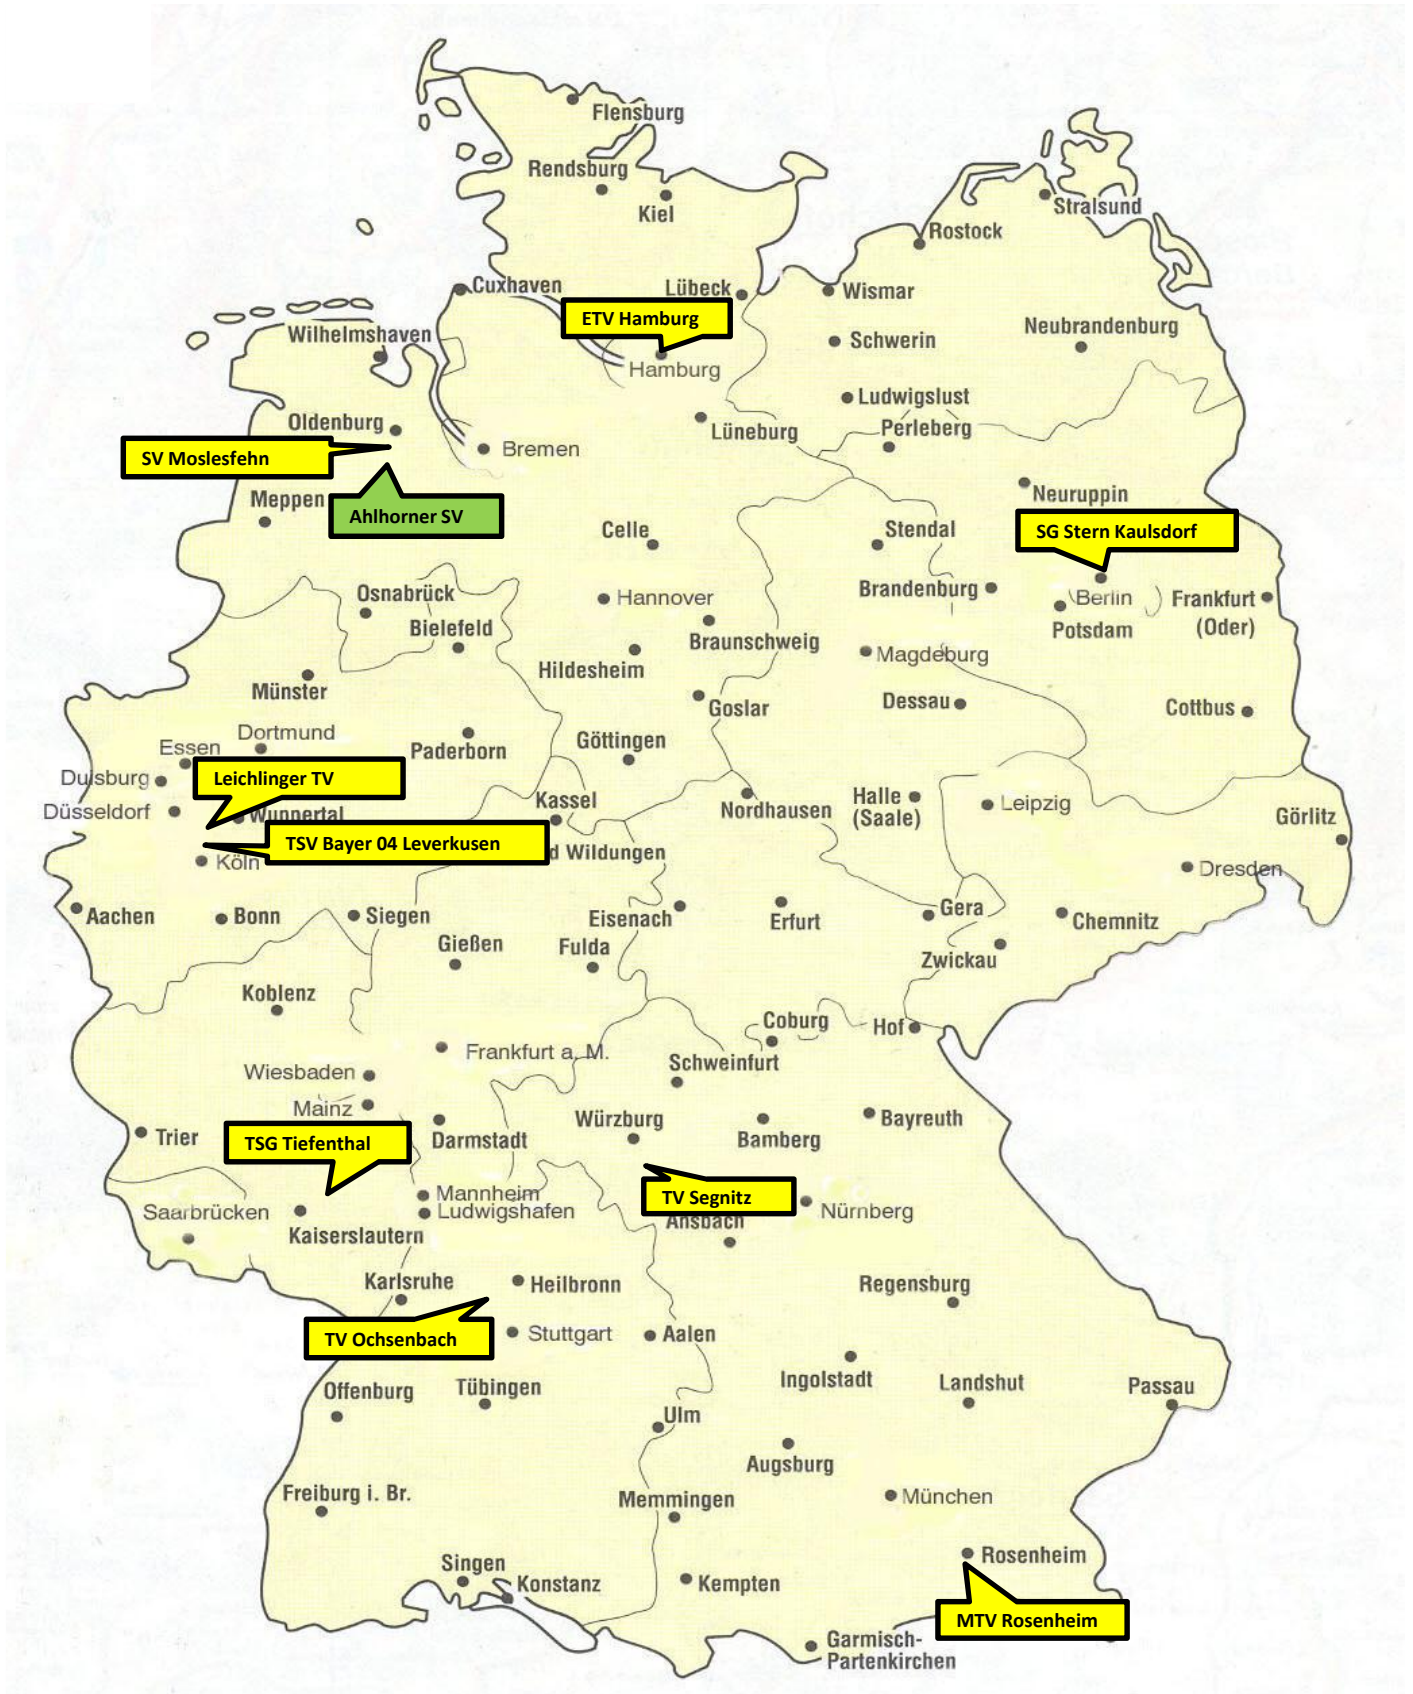 Flensburg
Rendsburg
Kiel
Stralsund
Rostock
Cuxhaven
Lübeck
Wismar
ETV Hamburg
Neubrandenburg
Wilhelmshaven
Schwerin
Hamburg
Ludwigslust
Oldenburg
Lüneburg
Perleberg
SV Moslesfehn
Bremen
Meppen
Neuruppin
Ahlhorner SV
Celle
Stendal
SG Stern Kaulsdorf
Osnabrück
Hannover
Brandenburg
Berlin
Frankfurt
(Oder)
Bielefeld
Braunschweig
Potsdam
Hildesheim
Magdeburg
Münster
Goslar
Dessau
Cottbus
Dortmund
Essen
Paderborn
Göttingen
Duisburg
Leichlinger TV
Düsseldorf
Wuppertal
Kassel
Nordhausen
Halle
(Saale)
Leipzig
Görlitz
TSV Bayer 04 Leverkusen
d Wildungen
Köln
Dresden
Aachen
Bonn
Siegen
Eisenach
Erfurt
Gera
Chemnitz
Gießen
Fulda
Zwickau
Koblenz
Coburg
Hof
Frankfurt a. M.
Schweinfurt
Wiesbaden
Mainz
Würzburg
Bayreuth
Trier
TSG Tiefenthal
Darmstadt
Bamberg
Mannheim
TV Segnitz
Saarbrücken
Ludwigshafen
Nürnberg
Ansbach
Kaiserslautern
Karlsruhe
Heilbronn
Regensburg
TV Ochsenbach
Stuttgart
Aalen
Offenburg
Tübingen
Ingolstadt
Landshut
Passau
Ulm
Augsburg
Freiburg i. Br.
Memmingen
München
Singen
Rosenheim
Konstanz
Kempten
MTV Rosenheim
Garmisch-
Partenkirchen